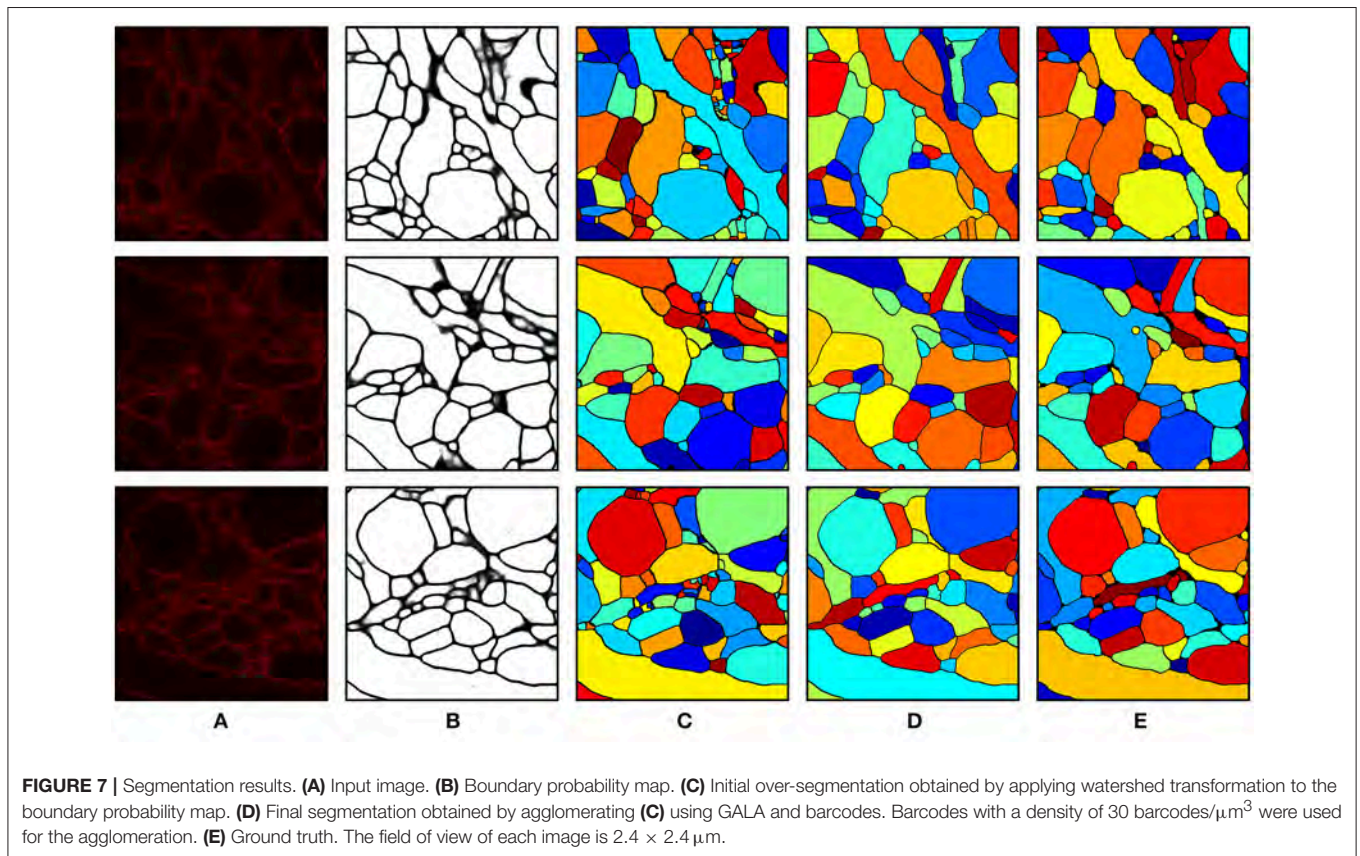 A B C D E
FIGURE 7 | Segmentation results. (A) Input image. (B) Boundary probability map. (C) Initial over-segmentation obtained by applying watershed transformation to the
boundary probability map. (D) Final segmentation obtained by agglomerating (C) using GALA and barcodes. Barcodes with a density of 30 barcodes/μm³ were used
for the agglomeration. (E) Ground truth. The field of view of each image is 2.4 × 2.4 μm.